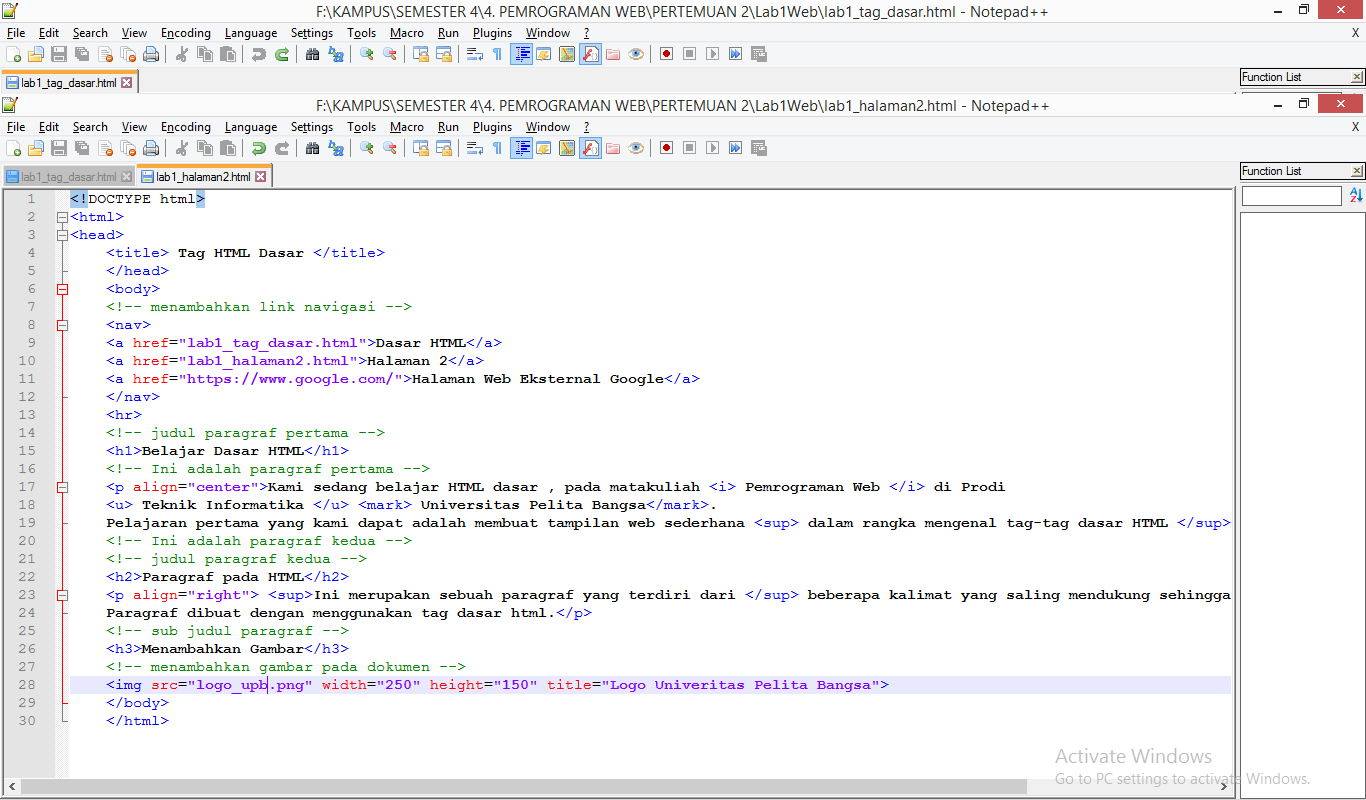 F:\KAMPUS\SEMESTER 4\4. PEMROGRAMAN WEB\PERTEMUAN 2\Lab1Web\lab1_tag_dasar.html - Notepad++
File Edit Search View Encoding Language Settings Tools Macro Run Plugins Window ? X
lab1_tag_dasar.html
Function List
F:\KAMPUS\SEMESTER 4\4. PEMROGRAMAN WEB\PERTEMUAN 2\Lab1Web\lab1_halaman2.html - Notepad++
File Edit Search View Encoding Language Settings Tools Macro Run Plugins Window ? X
lab1_tag_dasar.html lab1_halaman2.html
Function List
1 <!DOCTYPE html>
2 <html>
3 <head>
4 <title> Tag HTML Dasar </title>
5 </head>
6 <body>
7 <!-- menambahkan link navigasi -->
8 <nav>
9 <a href="lab1_tag_dasar.html">Dasar HTML</a>
10 <a href="lab1_halaman2.html">Halaman 2</a>
11 <a href="https://www.google.com/">Halaman Web Eksternal Google</a>
12 </nav>
13 <hr>
14 <!-- judul paragraf pertama -->
15 <h1>Belajar Dasar HTML</h1>
16 <!-- Ini adalah paragraf pertama -->
17 <p align="center">Kami sedang belajar HTML dasar , pada matakuliah <i> Pemrograman Web </i> di Prodi
18 <u> Teknik Informatika </u> <mark> Universitas Pelita Bangsa</mark>.
19 Pelajaran pertama yang kami dapat adalah membuat tampilan web sederhana <sup> dalam rangka mengenal tag-tag dasar HTML </sup>
20 <!-- Ini adalah paragraf kedua -->
21 <!-- judul paragraf kedua -->
22 <h2>Paragraf pada HTML</h2>
23 <p align="right"> <sup>Ini merupakan sebuah paragraf yang terdiri dari </sup> beberapa kalimat yang saling mendukung sehingga
24 Paragraf dibuat dengan menggunakan tag dasar html.</p>
25 <!-- sub judul paragraf -->
26 <h3>Menambahkan Gambar</h3>
27 <!-- menambahkan gambar pada dokumen -->
28 <img src="logo_upb.png" width="250" height="150" title="Logo Univeritas Pelita Bangsa">
29 </body>
30 </html>
Activate Windows
Go to PC settings to activate Windows.